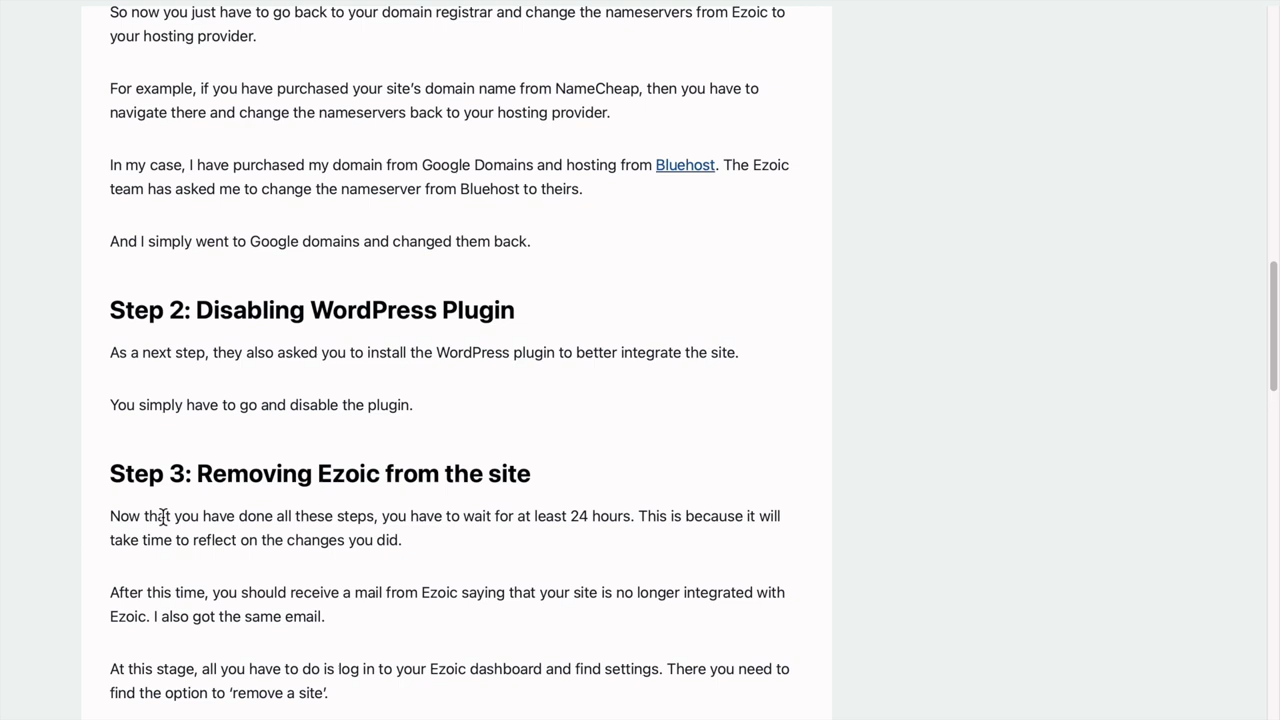 So now you just have to go back to your domain registrar and change the nameservers from Ezoic to
your hosting provider.
For example, if you have purchased your site’s domain name from NameCheap, then you have to
navigate there and change the nameservers back to your hosting provider.
In my case, I have purchased my domain from Google Domains and hosting from Bluehost. The Ezoic
team has asked me to change the nameserver from Bluehost to theirs.
And I simply went to Google domains and changed them back.
Step 2: Disabling WordPress Plugin
As a next step, they also asked you to install the WordPress plugin to better integrate the site.
You simply have to go and disable the plugin.
Step 3: Removing Ezoic from the site
Now that you have done all these steps, you have to wait for at least 24 hours. This is because it will
take time to reflect on the changes you did.
After this time, you should receive a mail from Ezoic saying that your site is no longer integrated with
Ezoic. I also got the same email.
At this stage, all you have to do is log in to your Ezoic dashboard and find settings. There you need to
find the option to ‘remove a site’.